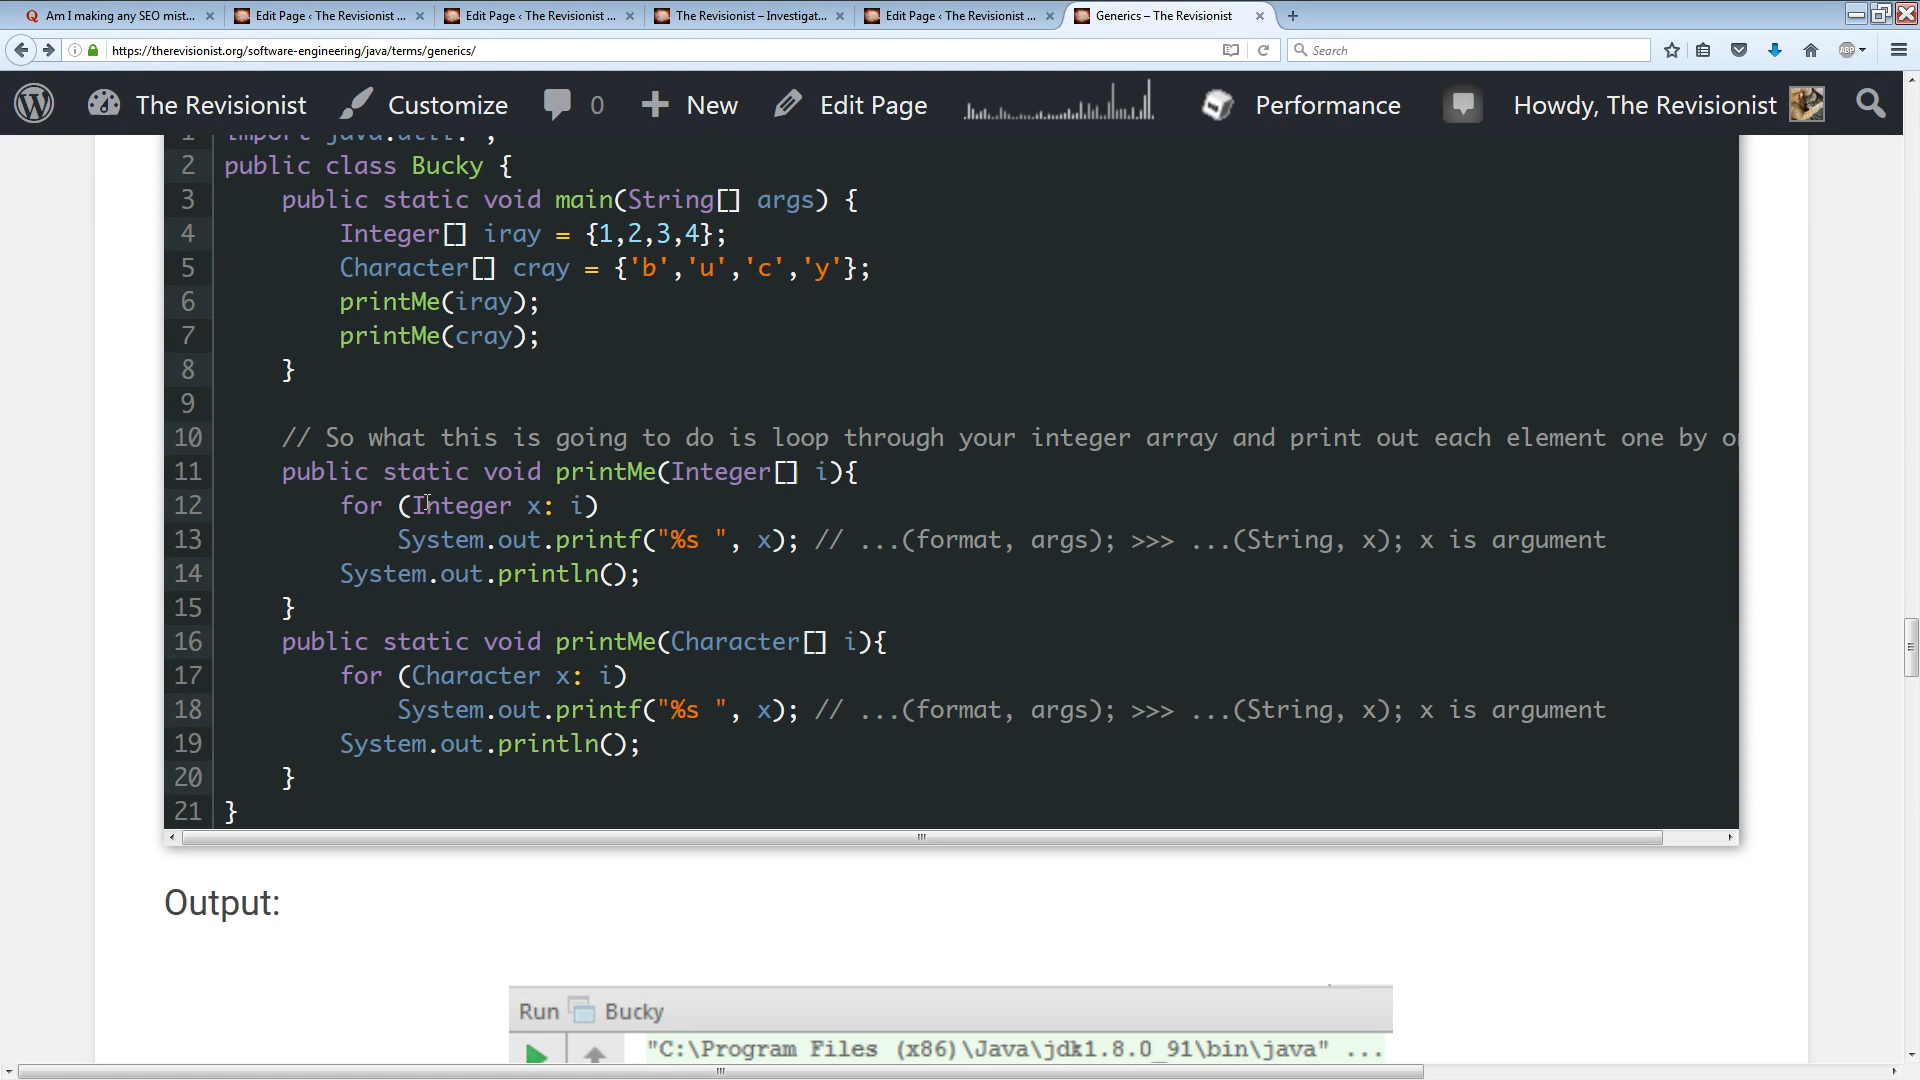 Am I making any SEO mist...
Edit Page ‹ The Revisionist ...
Edit Page ‹ The Revisionist ...
The Revisionist – Investigat...
Edit Page ‹ The Revisionist ...
Generics – The Revisionist
https://therevisionist.org/software-engineering/java/terms/generics/
Search
ABP
The Revisionist
Customize
0
New
Edit Page
Performance
Howdy, The Revisionist
1 import java.util.*;
2 public class Bucky {
3 public static void main(String[] args) {
4 Integer[] iray = {1,2,3,4};
5 Character[] cray = {'b','u','c','y'};
6 printMe(iray);
7 printMe(cray);
8 }
9
10 // So what this is going to do is loop through your integer array and print out each element one by
11 public static void printMe(Integer[] i){
12 for (Integer x: i)
13 System.out.printf("%s ", x); // ...(format, args); >>> ...(String, x); x is argument
14 System.out.println();
15 }
16 public static void printMe(Character[] i){
17 for (Character x: i)
18 System.out.printf("%s ", x); // ...(format, args); >>> ...(String, x); x is argument
19 System.out.println();
20 }
21 }
Output:
Run Bucky
"C:\Program Files (x86)\Java\jdk1.8.0_91\bin\java" ...